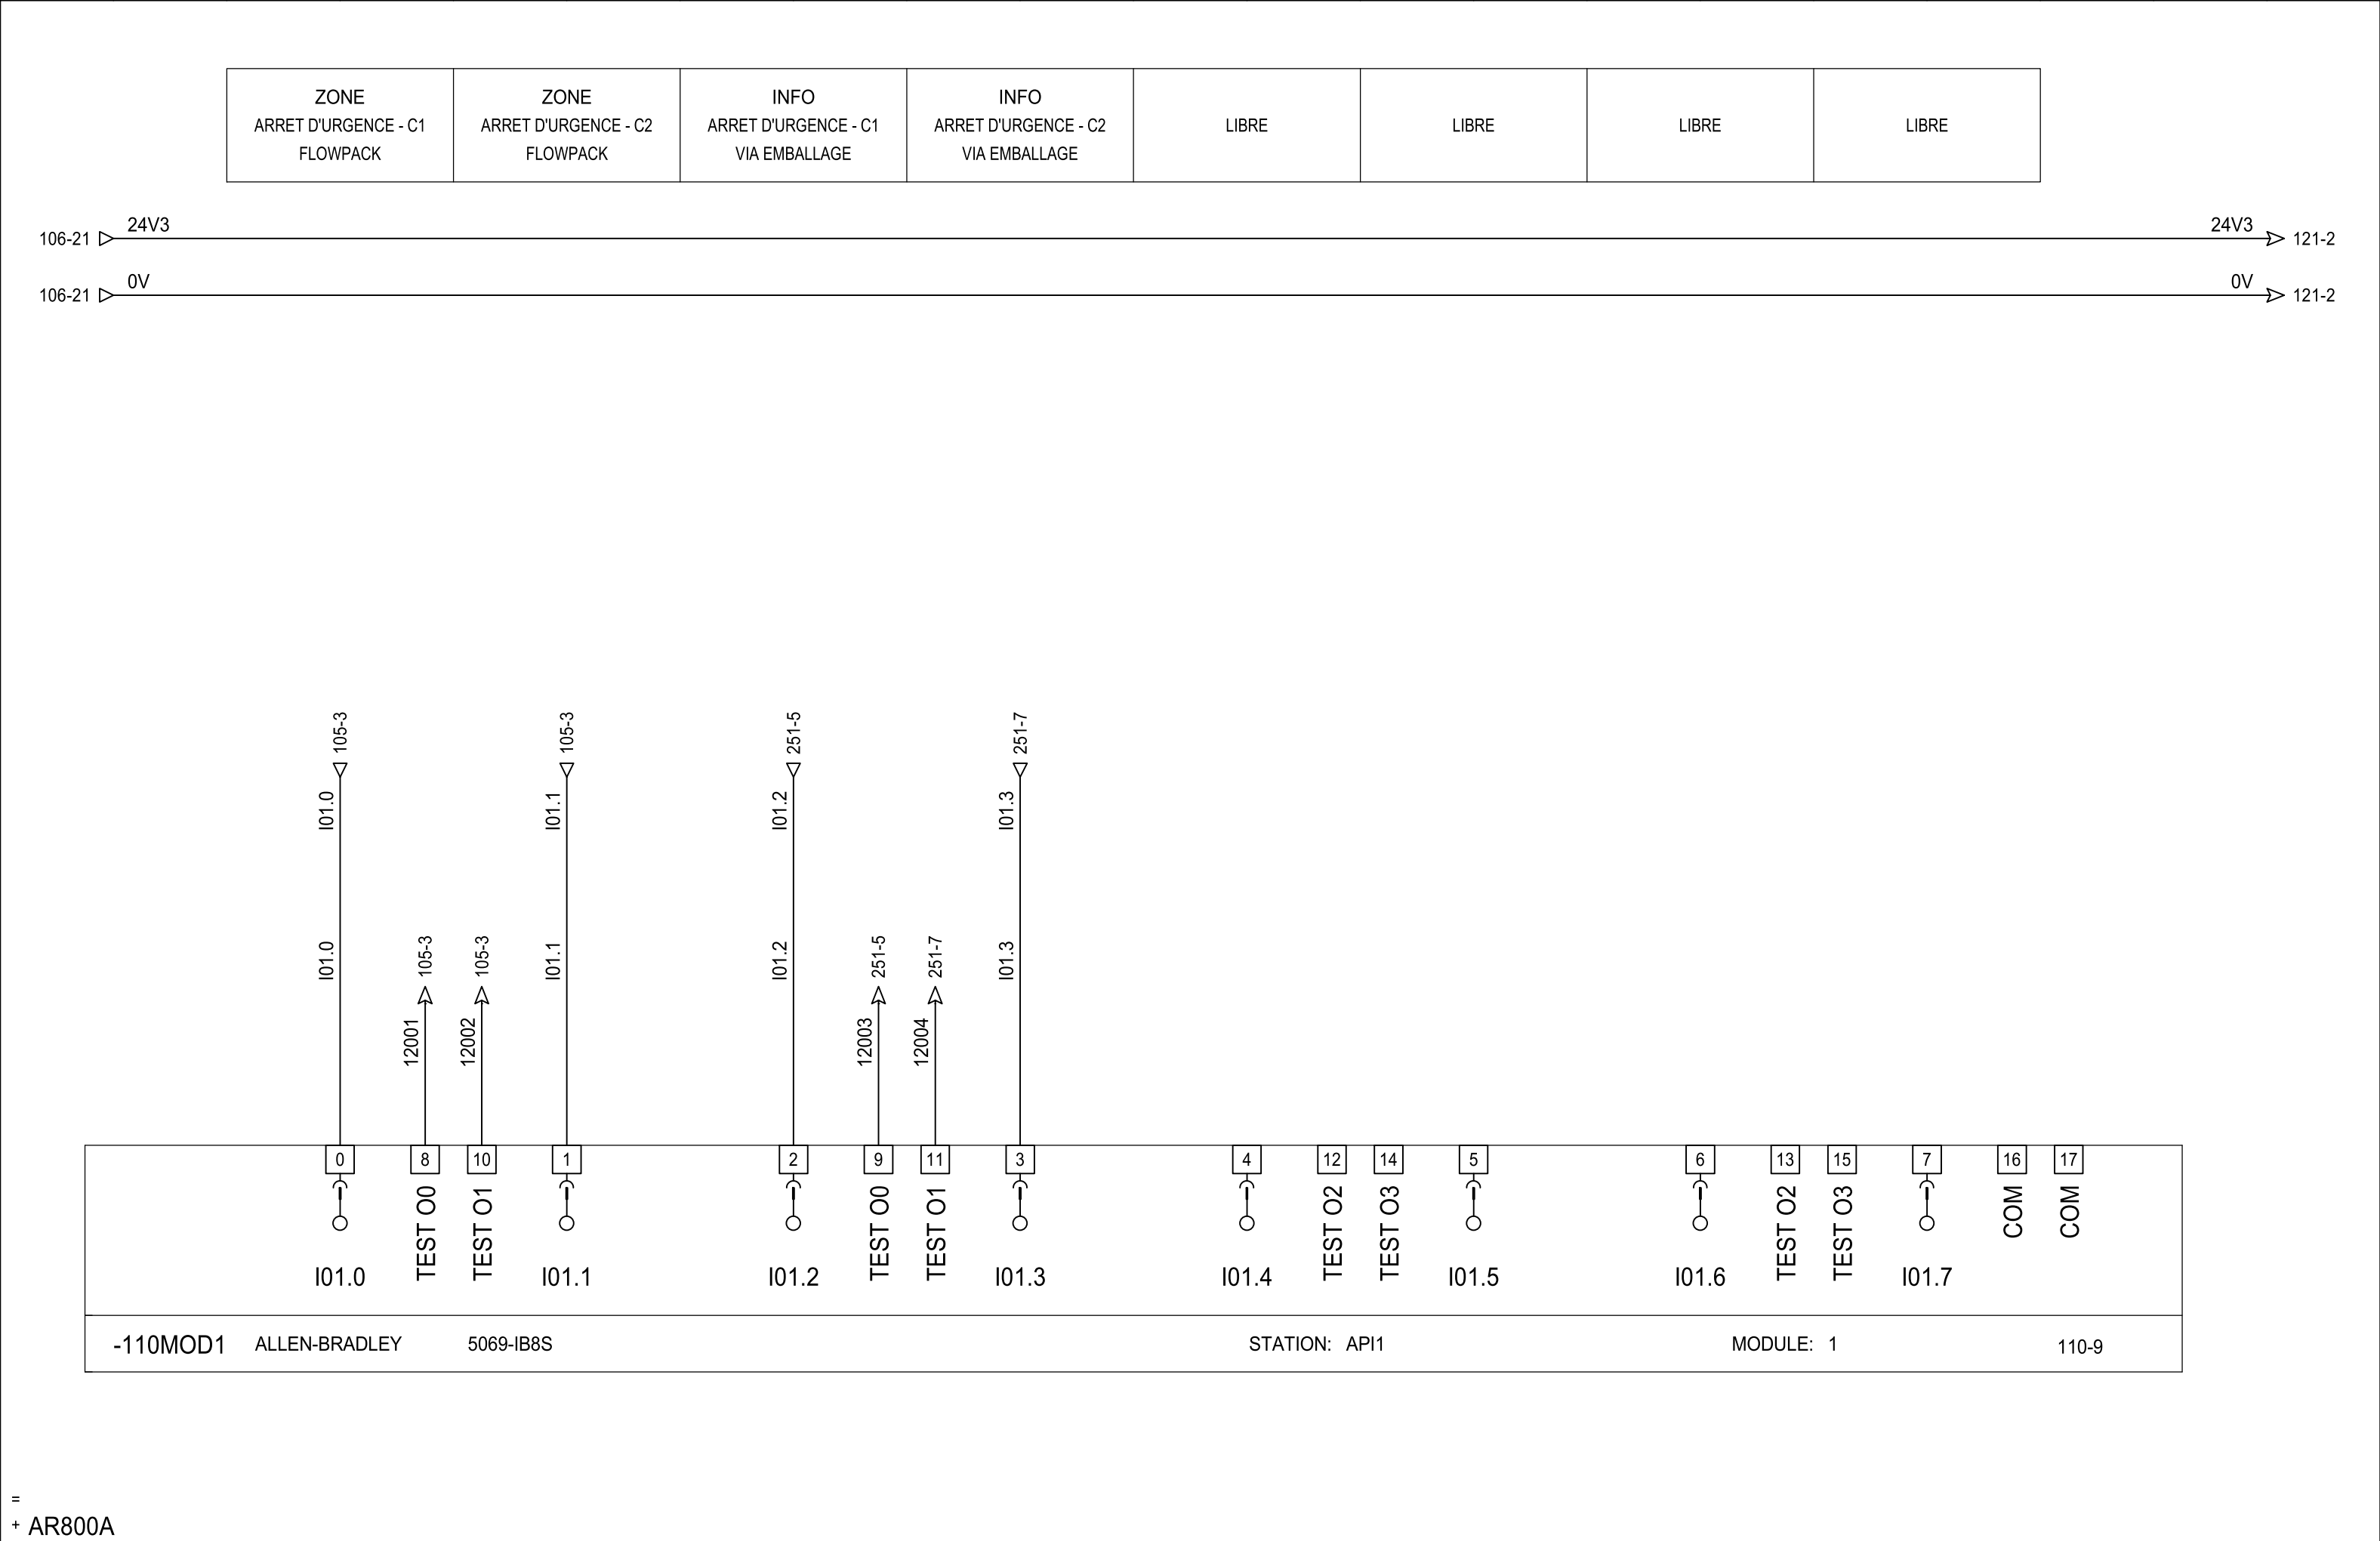 ZONE
ARRET D'URGENCE - C1
FLOWPACK
ZONE
ARRET D'URGENCE - C2
FLOWPACK
INFO
ARRET D'URGENCE - C1
VIA EMBALLAGE
INFO
ARRET D'URGENCE - C2
VIA EMBALLAGE
LIBRE
LIBRE
LIBRE
LIBRE
106-21 24V3 24V3 121-2
106-21 0V 0V 121-2
105-3
I01.0
I01.0
105-3
12001
105-3
12002
105-3
I01.1
I01.1
251-5
I01.2
I01.2
251-5
12003
251-7
12004
251-7
I01.3
I01.3
0 8 10 1 2 9 11 3 4 12 14 5 6 13 15 7 16 17
I01.0 TEST O0 TEST O1 I01.1 I01.2 TEST O0 TEST O1 I01.3 I01.4 TEST O2 TEST O3 I01.5 I01.6 TEST O2 TEST O3 I01.7 COM COM
-110MOD1 ALLEN-BRADLEY 5069-IB8S STATION: API1 MODULE: 1 110-9
=
+ AR800A